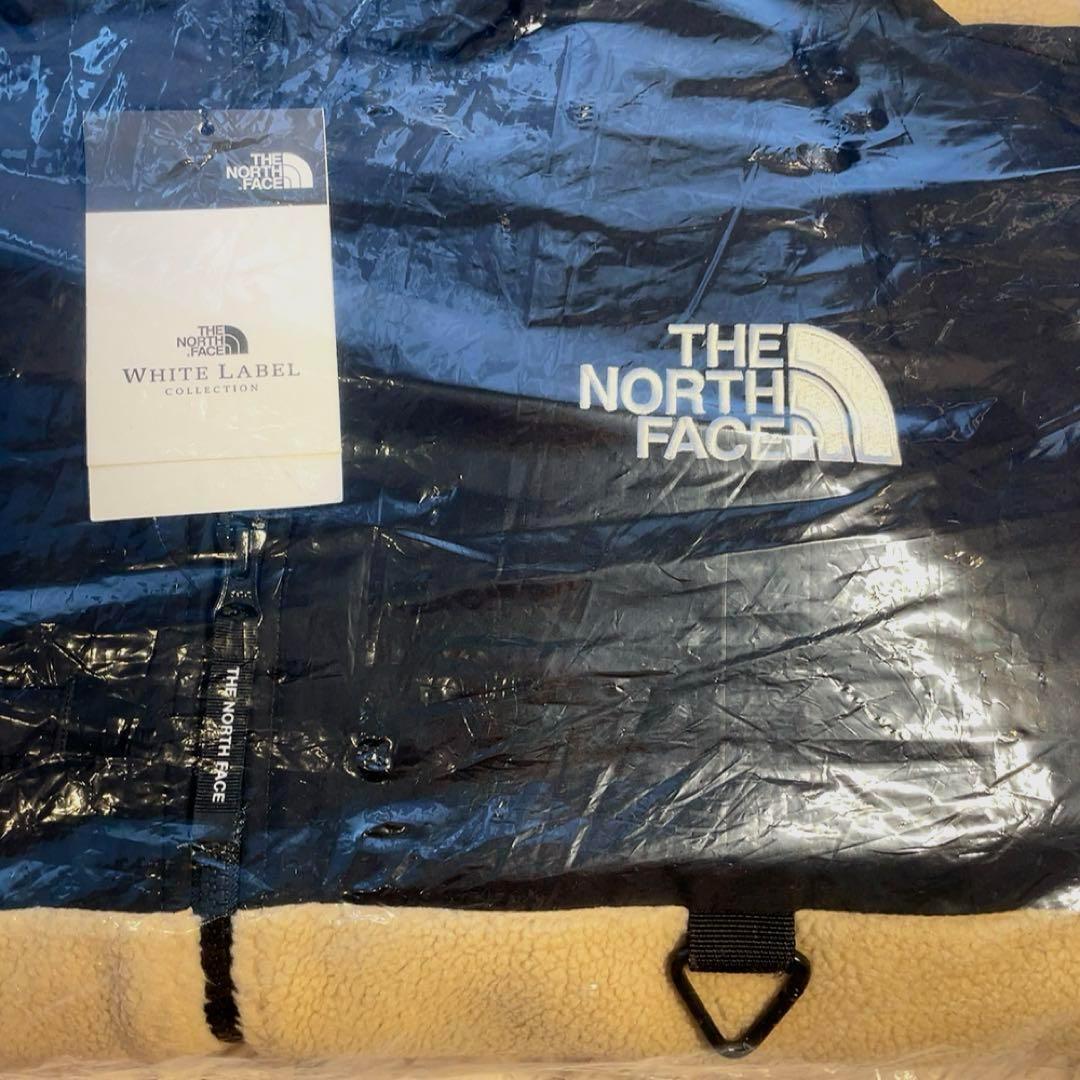 THE
NORTH
FACE
THE
NORTH
FACE
WHITE LABEL
COLLECTION
THE
NORTH
FACE
THE NORTH FACE